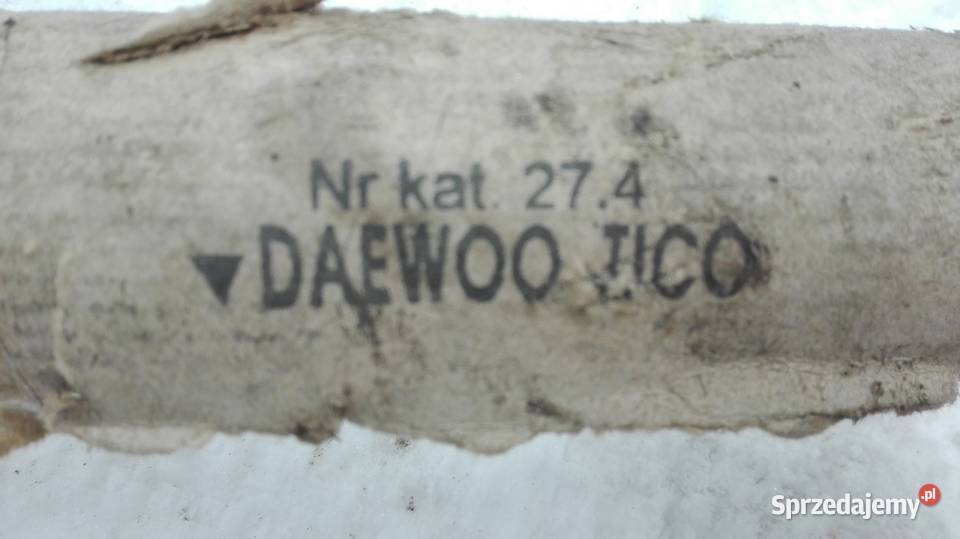 Nr kat. 27.4
▼DAEWOO TICO
Sprzedajemy.pl